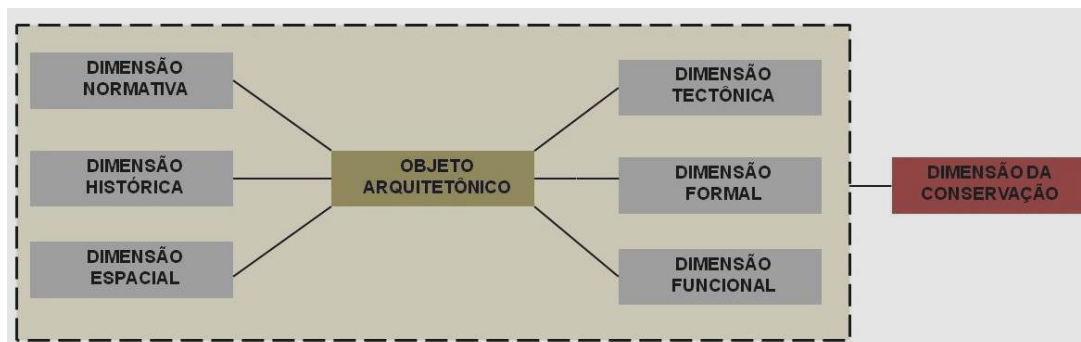 DIMENSÃO
NORMATIVA
DIMENSÃO
HISTÓRICA
DIMENSÃO
ESPACIAL
OBJETO
ARQUITETÔNICO
DIMENSÃO
TECTÔNICA
DIMENSÃO
FORMAL
DIMENSÃO
FUNCIONAL
DIMENSÃO DA
CONSERVAÇÃO